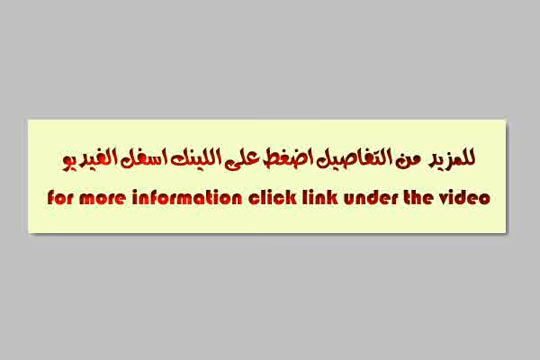 للمزيد من التفاصيل اضغط على اللينك اسفل الفيديو
for more information click link under the video